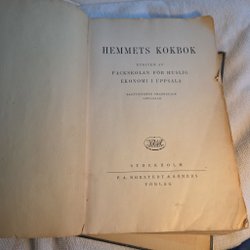 HEMMETS KOKBOK
UTGIVEN AV
FACKSKOLAN FÖR HUSLIG
EKONOMI I UPPSALA
STOCKHOLM
P. A. NORSTEDT & SÖNERS
FÖRLAG